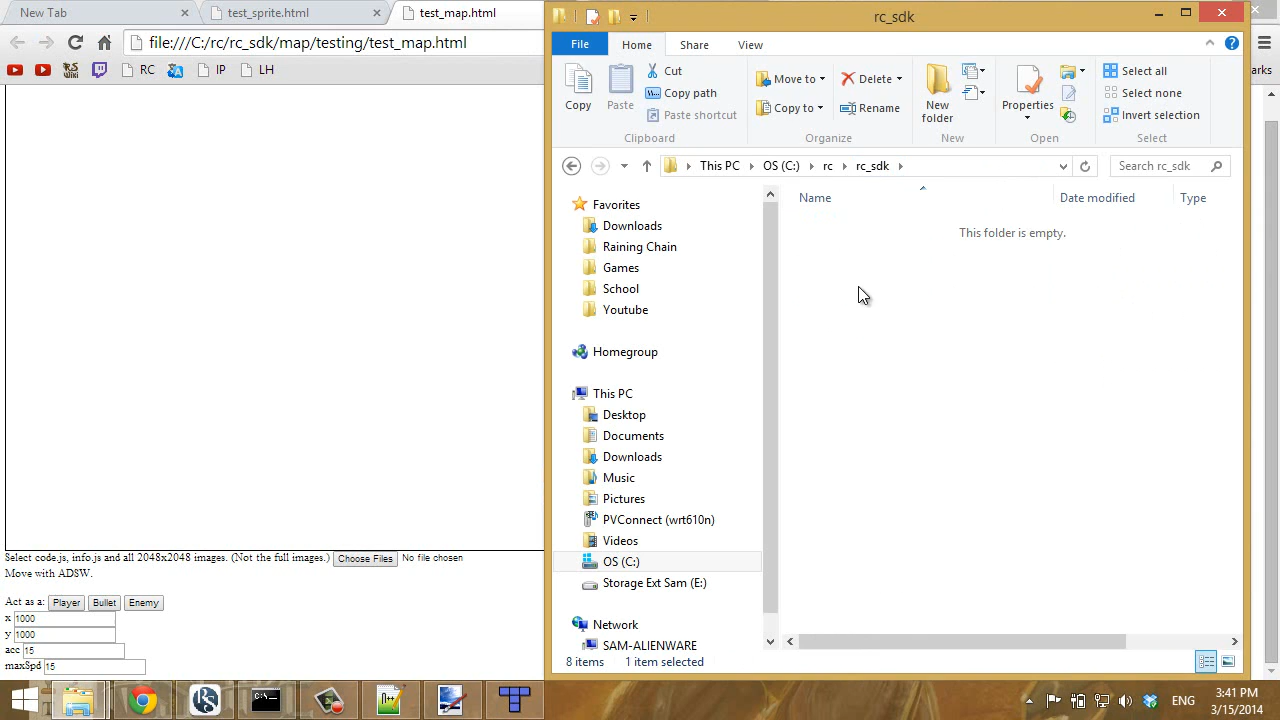 New Tab
test_sprite.html
test_map.html
rc_sdk
file:///C:/rc/rc_sdk/map/testing/test_map.html
RC
IP
LH
File
Home
Share
View
Copy
Paste
Cut
Copy path
Paste shortcut
Clipboard
Move to
Copy to
Delete
Rename
Organize
New folder
New
Properties
Open
Select all
Select none
Invert selection
Select
arks
This PC
OS (C:)
rc
rc_sdk
Search rc_sdk
Name
Date modified
Type
This folder is empty.
Favorites
Downloads
Raining Chain
Games
School
Youtube
Homegroup
This PC
Desktop
Documents
Downloads
Music
Pictures
PVConnect (wrt610n)
Videos
OS (C:)
Storage Ext Sam (E:)
Network
SAM-ALIENWARE
8 items
1 item selected
Select code.js, info.js and all 2048x2048 images. (Not the full images.) Choose Files No file chosen
Move with ADSW.
Act as a: Player Bullet Enemy
x 1000
y 1000
acc 15
maxSpd 15
ENG
3:41 PM
3/15/2014